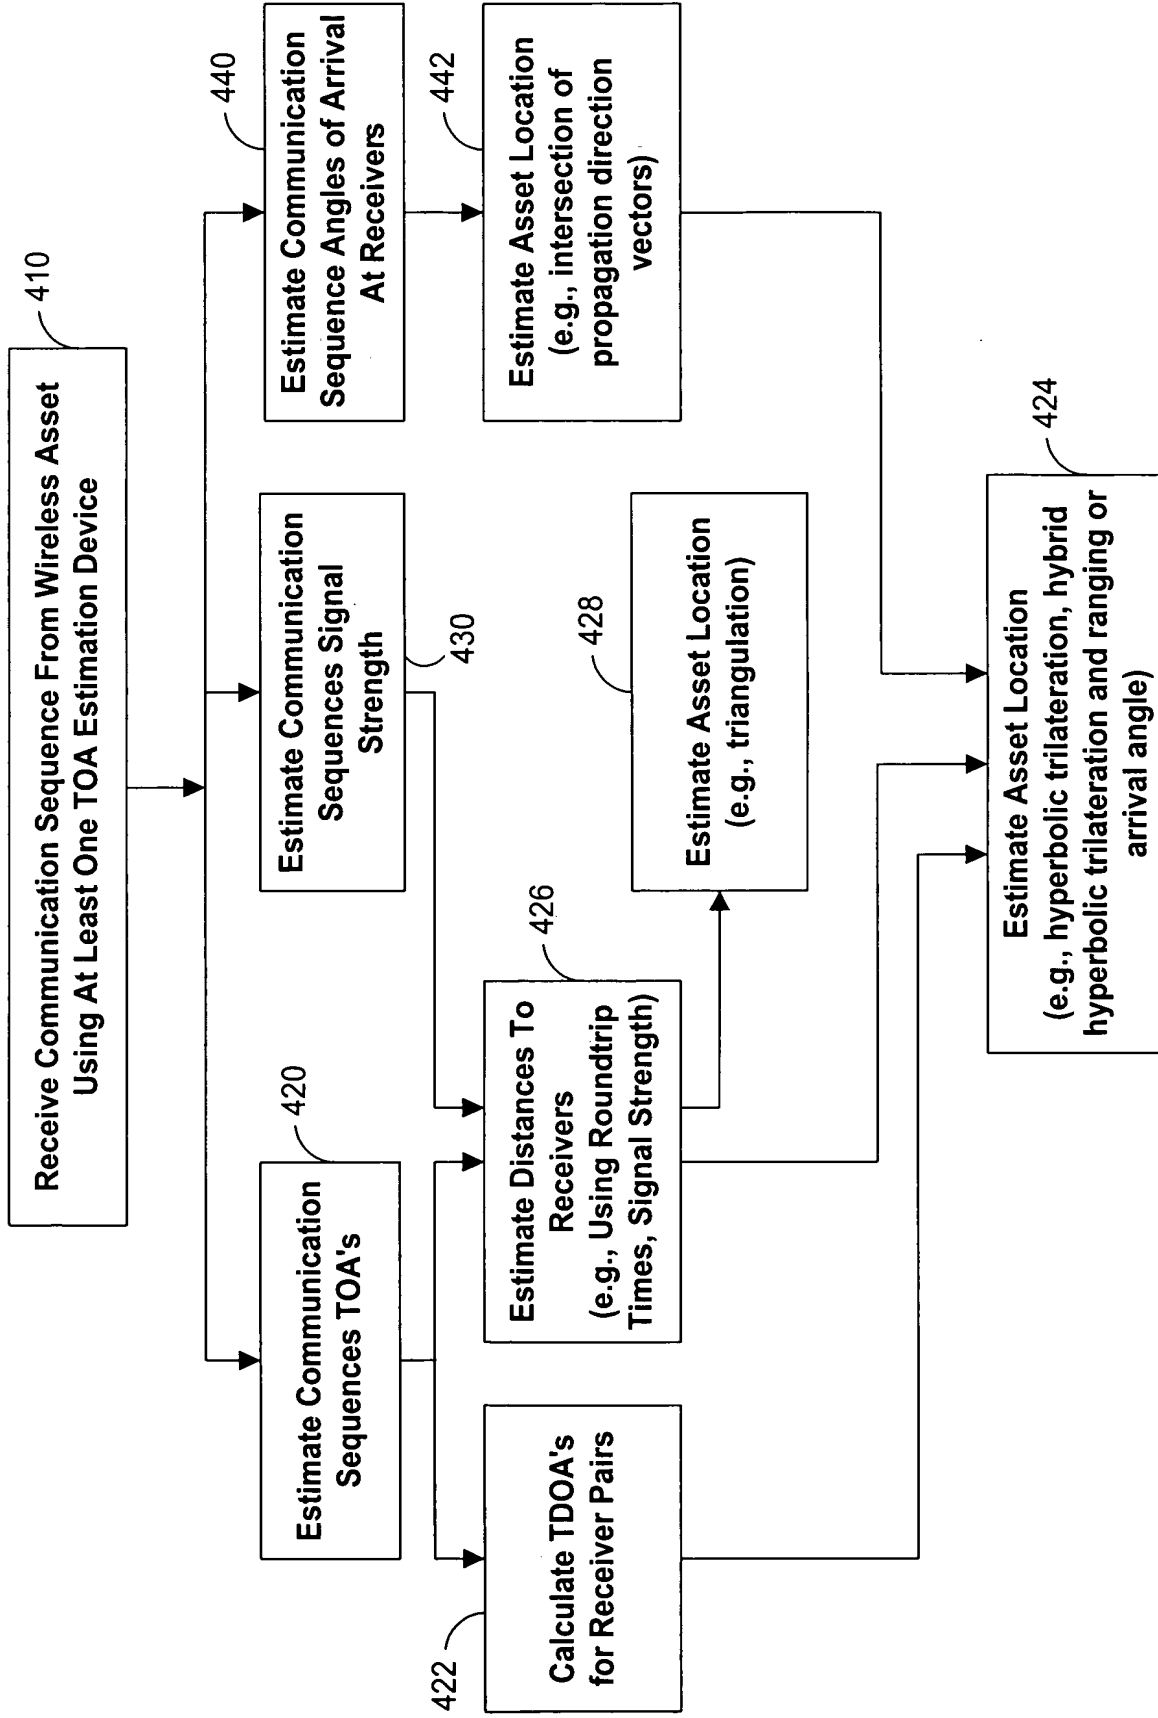 Receive Communication Sequence From Wireless Asset
Using At Least One TOA Estimation Device
410
Estimate Communication
Sequences TOA's
420
Estimate Communication
Sequences Signal
Strength
430
Estimate Communication
Sequence Angles of Arrival
At Receivers
440
Calculate TDOA's
for Receiver Pairs
422
Estimate Distances To
Receivers
(e.g., Using Roundtrip
Times, Signal Strength)
426
Estimate Asset Location
(e.g., intersection of
propagation direction
vectors)
442
Estimate Asset Location
(e.g., triangulation)
428
Estimate Asset Location
(e.g., hyperbolic trilateration, hybrid
hyperbolic trilateration and ranging or
arrival angle)
424